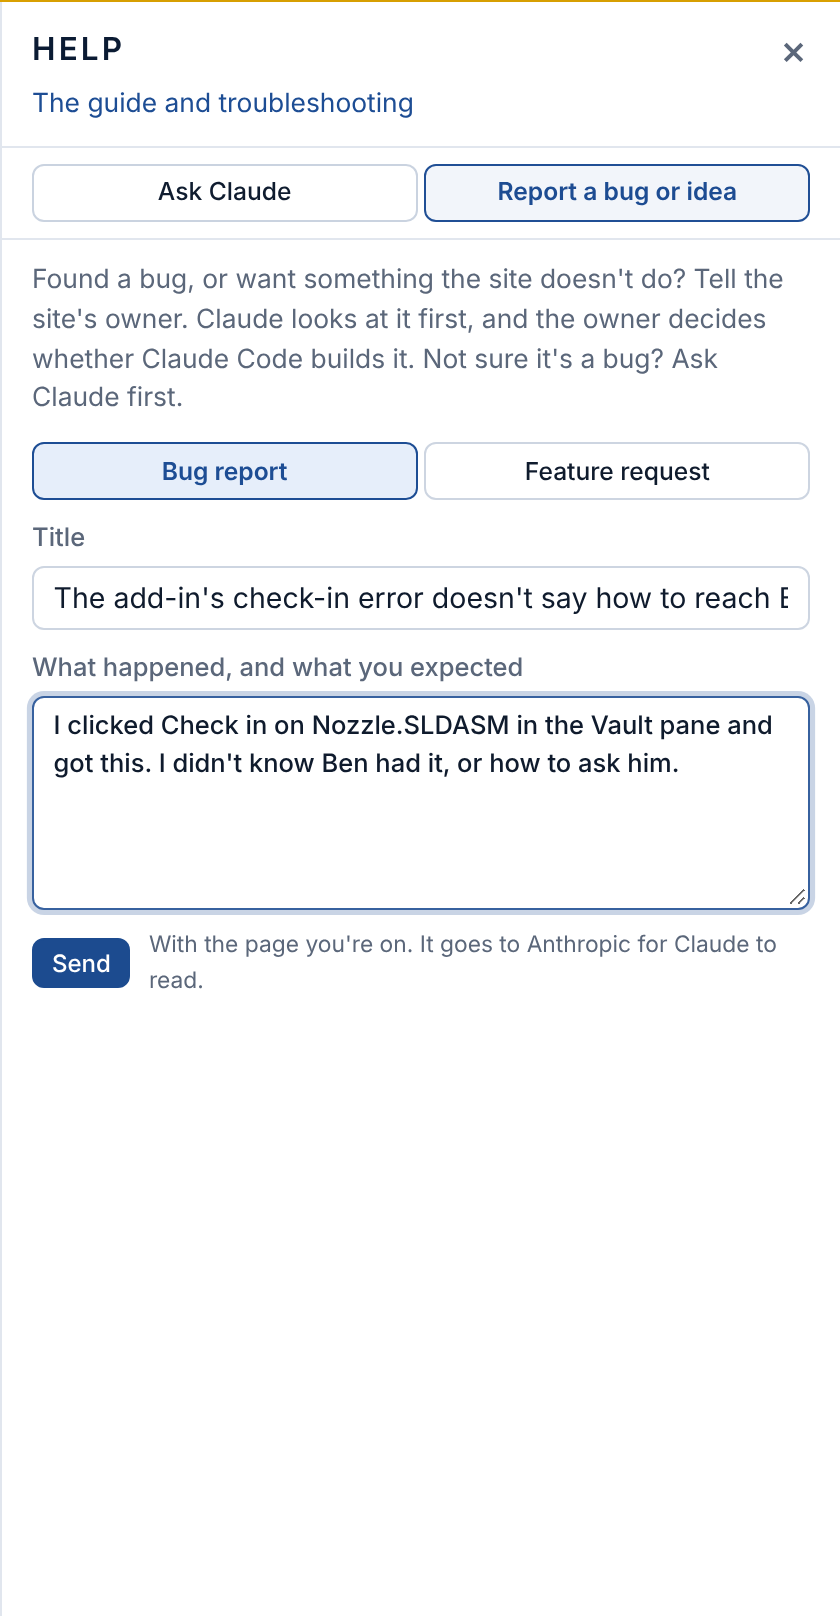 HELP
The guide and troubleshooting
Ask Claude
Report a bug or idea
Found a bug, or want something the site doesn't do? Tell the
site's owner. Claude looks at it first, and the owner decides
whether Claude Code builds it. Not sure it's a bug? Ask
Claude first.
Bug report
Feature request
Title
The add-in's check-in error doesn't say how to reach
What happened, and what you expected
I clicked Check in on Nozzle.SLDASM in the Vault pane and
got this. I didn't know Ben had it, or how to ask him.
Send
With the page you're on. It goes to Anthropic for Claude to
read.